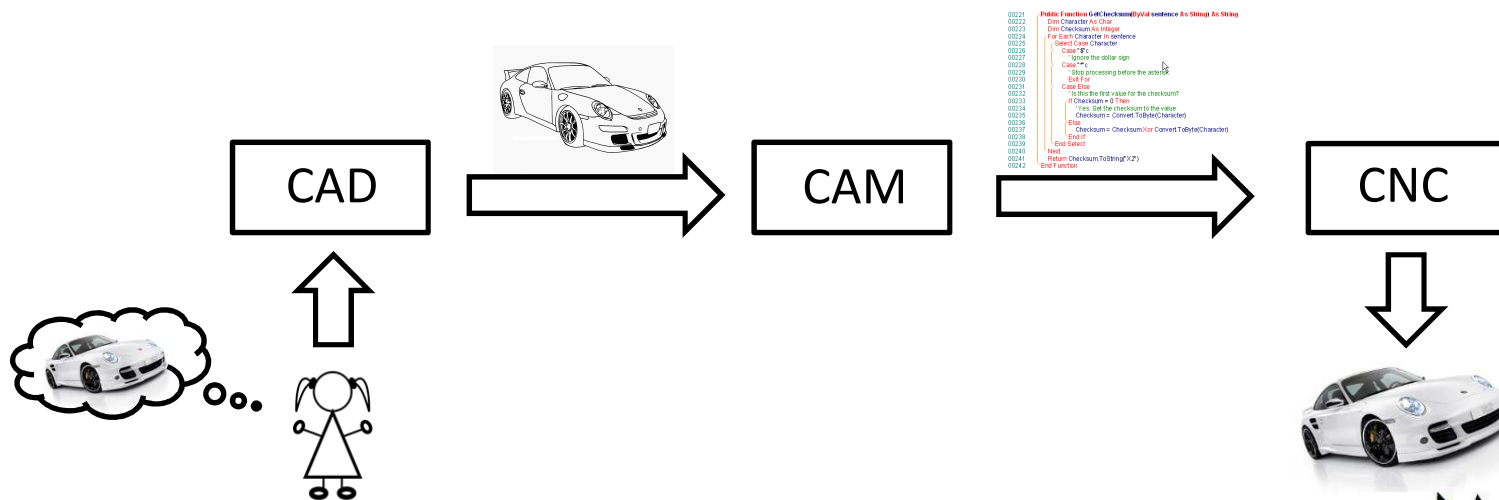 00221 Public Function GetChecksum(ByVal sentence As String) As String
00222 Dim Character As Char
00223 Dim Checksum As Integer
00224 For Each Character In sentence
00225 Select Case Character
00226 Case "$"c
00227 ' Ignore the dollar sign
00228 Case "*"c
00229 ' Stop processing before the asterisk
00230 Exit For
00231 Case Else
00232 ' Is this the first value for the checksum?
00233 If Checksum = 0 Then
00234 ' Yes. Set the checksum to the value
00235 Checksum = Convert.ToByte(Character)
00236 Else
00237 Checksum = Checksum Xor Convert.ToByte(Character)
00238 End If
00239 End Select
00240 Next
00241 Return Checksum.ToString("X2")
00242 End Function
CAD
CAM
CNC